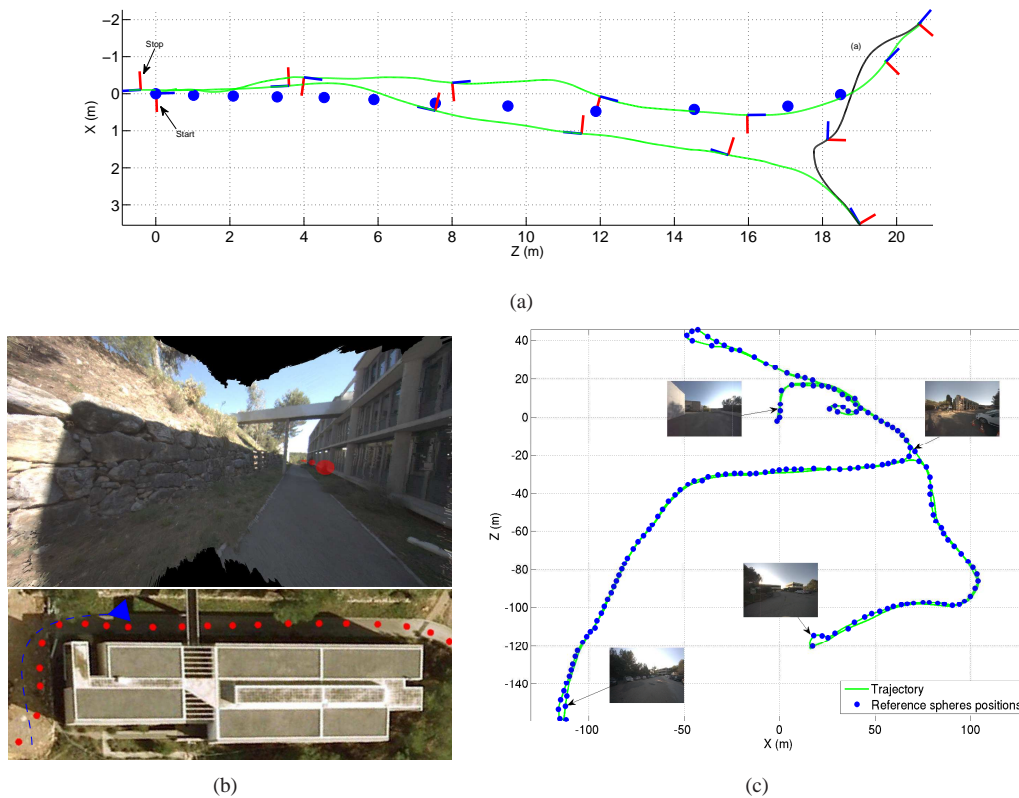 −2
−1
0
1
2
3
X (m)
Stop
Start
(a)
0
2
4
6
8
10
12
14
16
18
20
Z (m)
(a)
40
20
0
-20
-40
-60
-80
-100
-120
-140
Z (m)
Trajectory
Reference spheres positions
-100
-50
0
50
100
X (m)
(b)
(c)